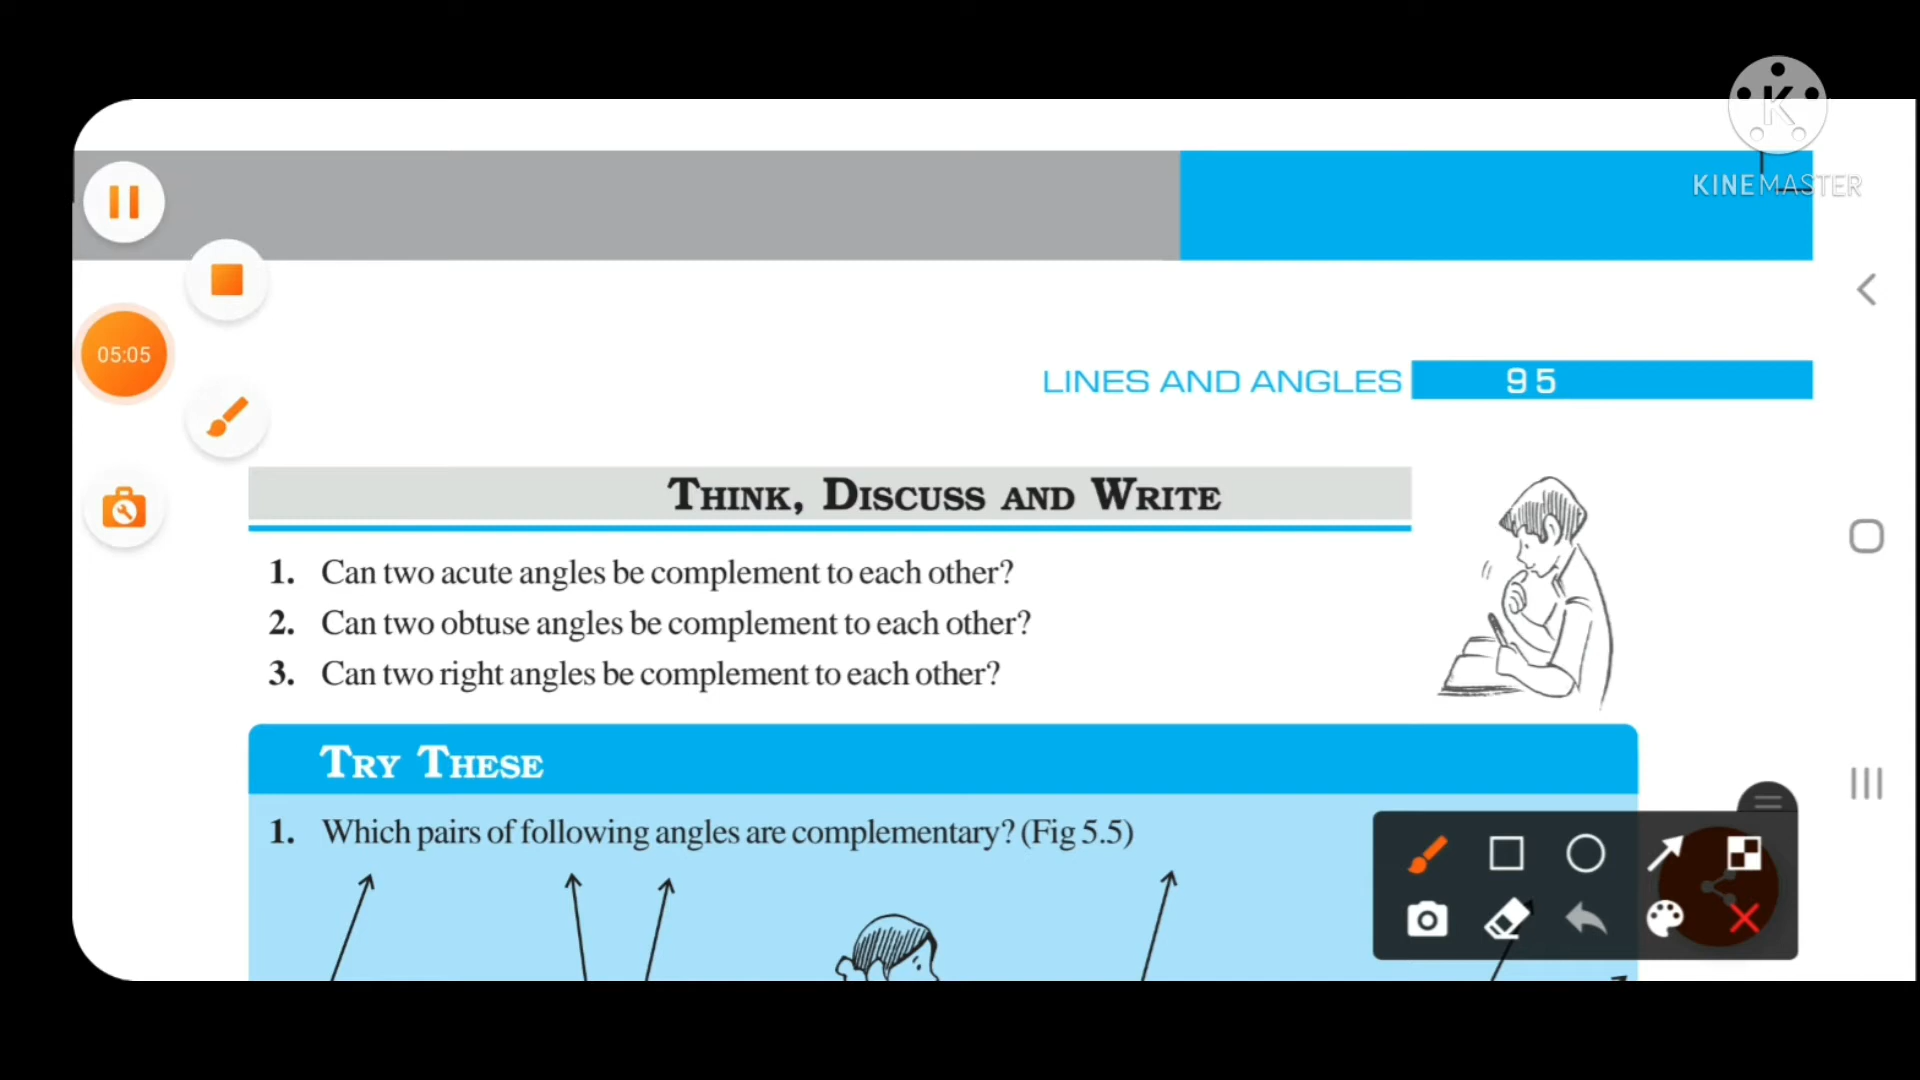 KINEMASTER
05:05
LINES AND ANGLES 95
THINK, DISCUSS AND WRITE
1. Can two acute angles be complement to each other?
2. Can two obtuse angles be complement to each other?
3. Can two right angles be complement to each other?
TRY THESE
1. Which pairs of following angles are complementary? (Fig 5.5)